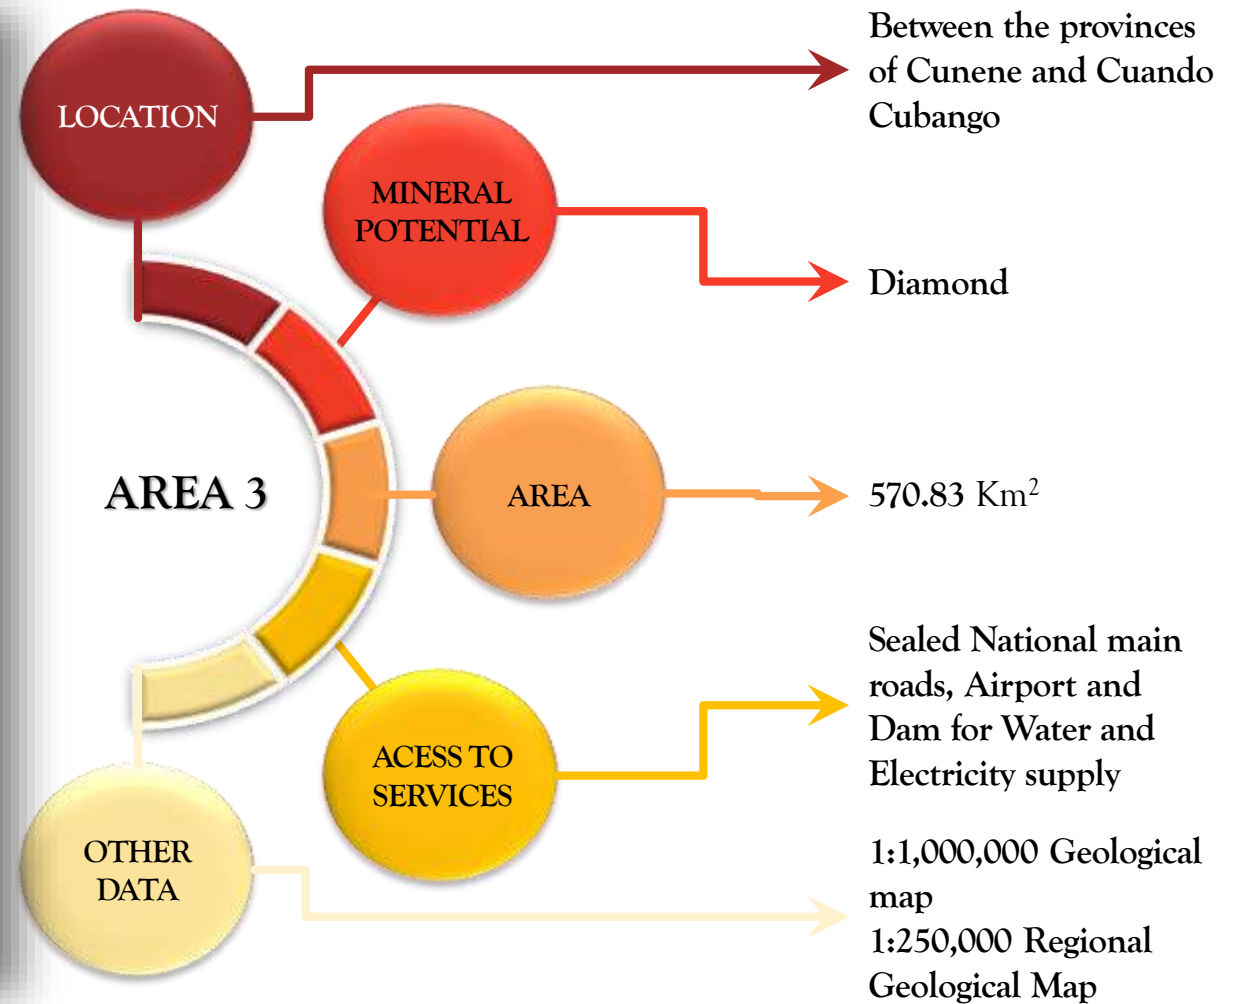 LOCATION
Between the provinces
of Cunene and Cuando
Cubango
MINERAL
POTENTIAL
Diamond
AREA 3
AREA
570.83 Km²
ACESS TO
SERVICES
Sealed National main
roads, Airport and
Dam for Water and
Electricity supply
OTHER
DATA
1:1,000,000 Geological
map
1:250,000 Regional
Geological Map